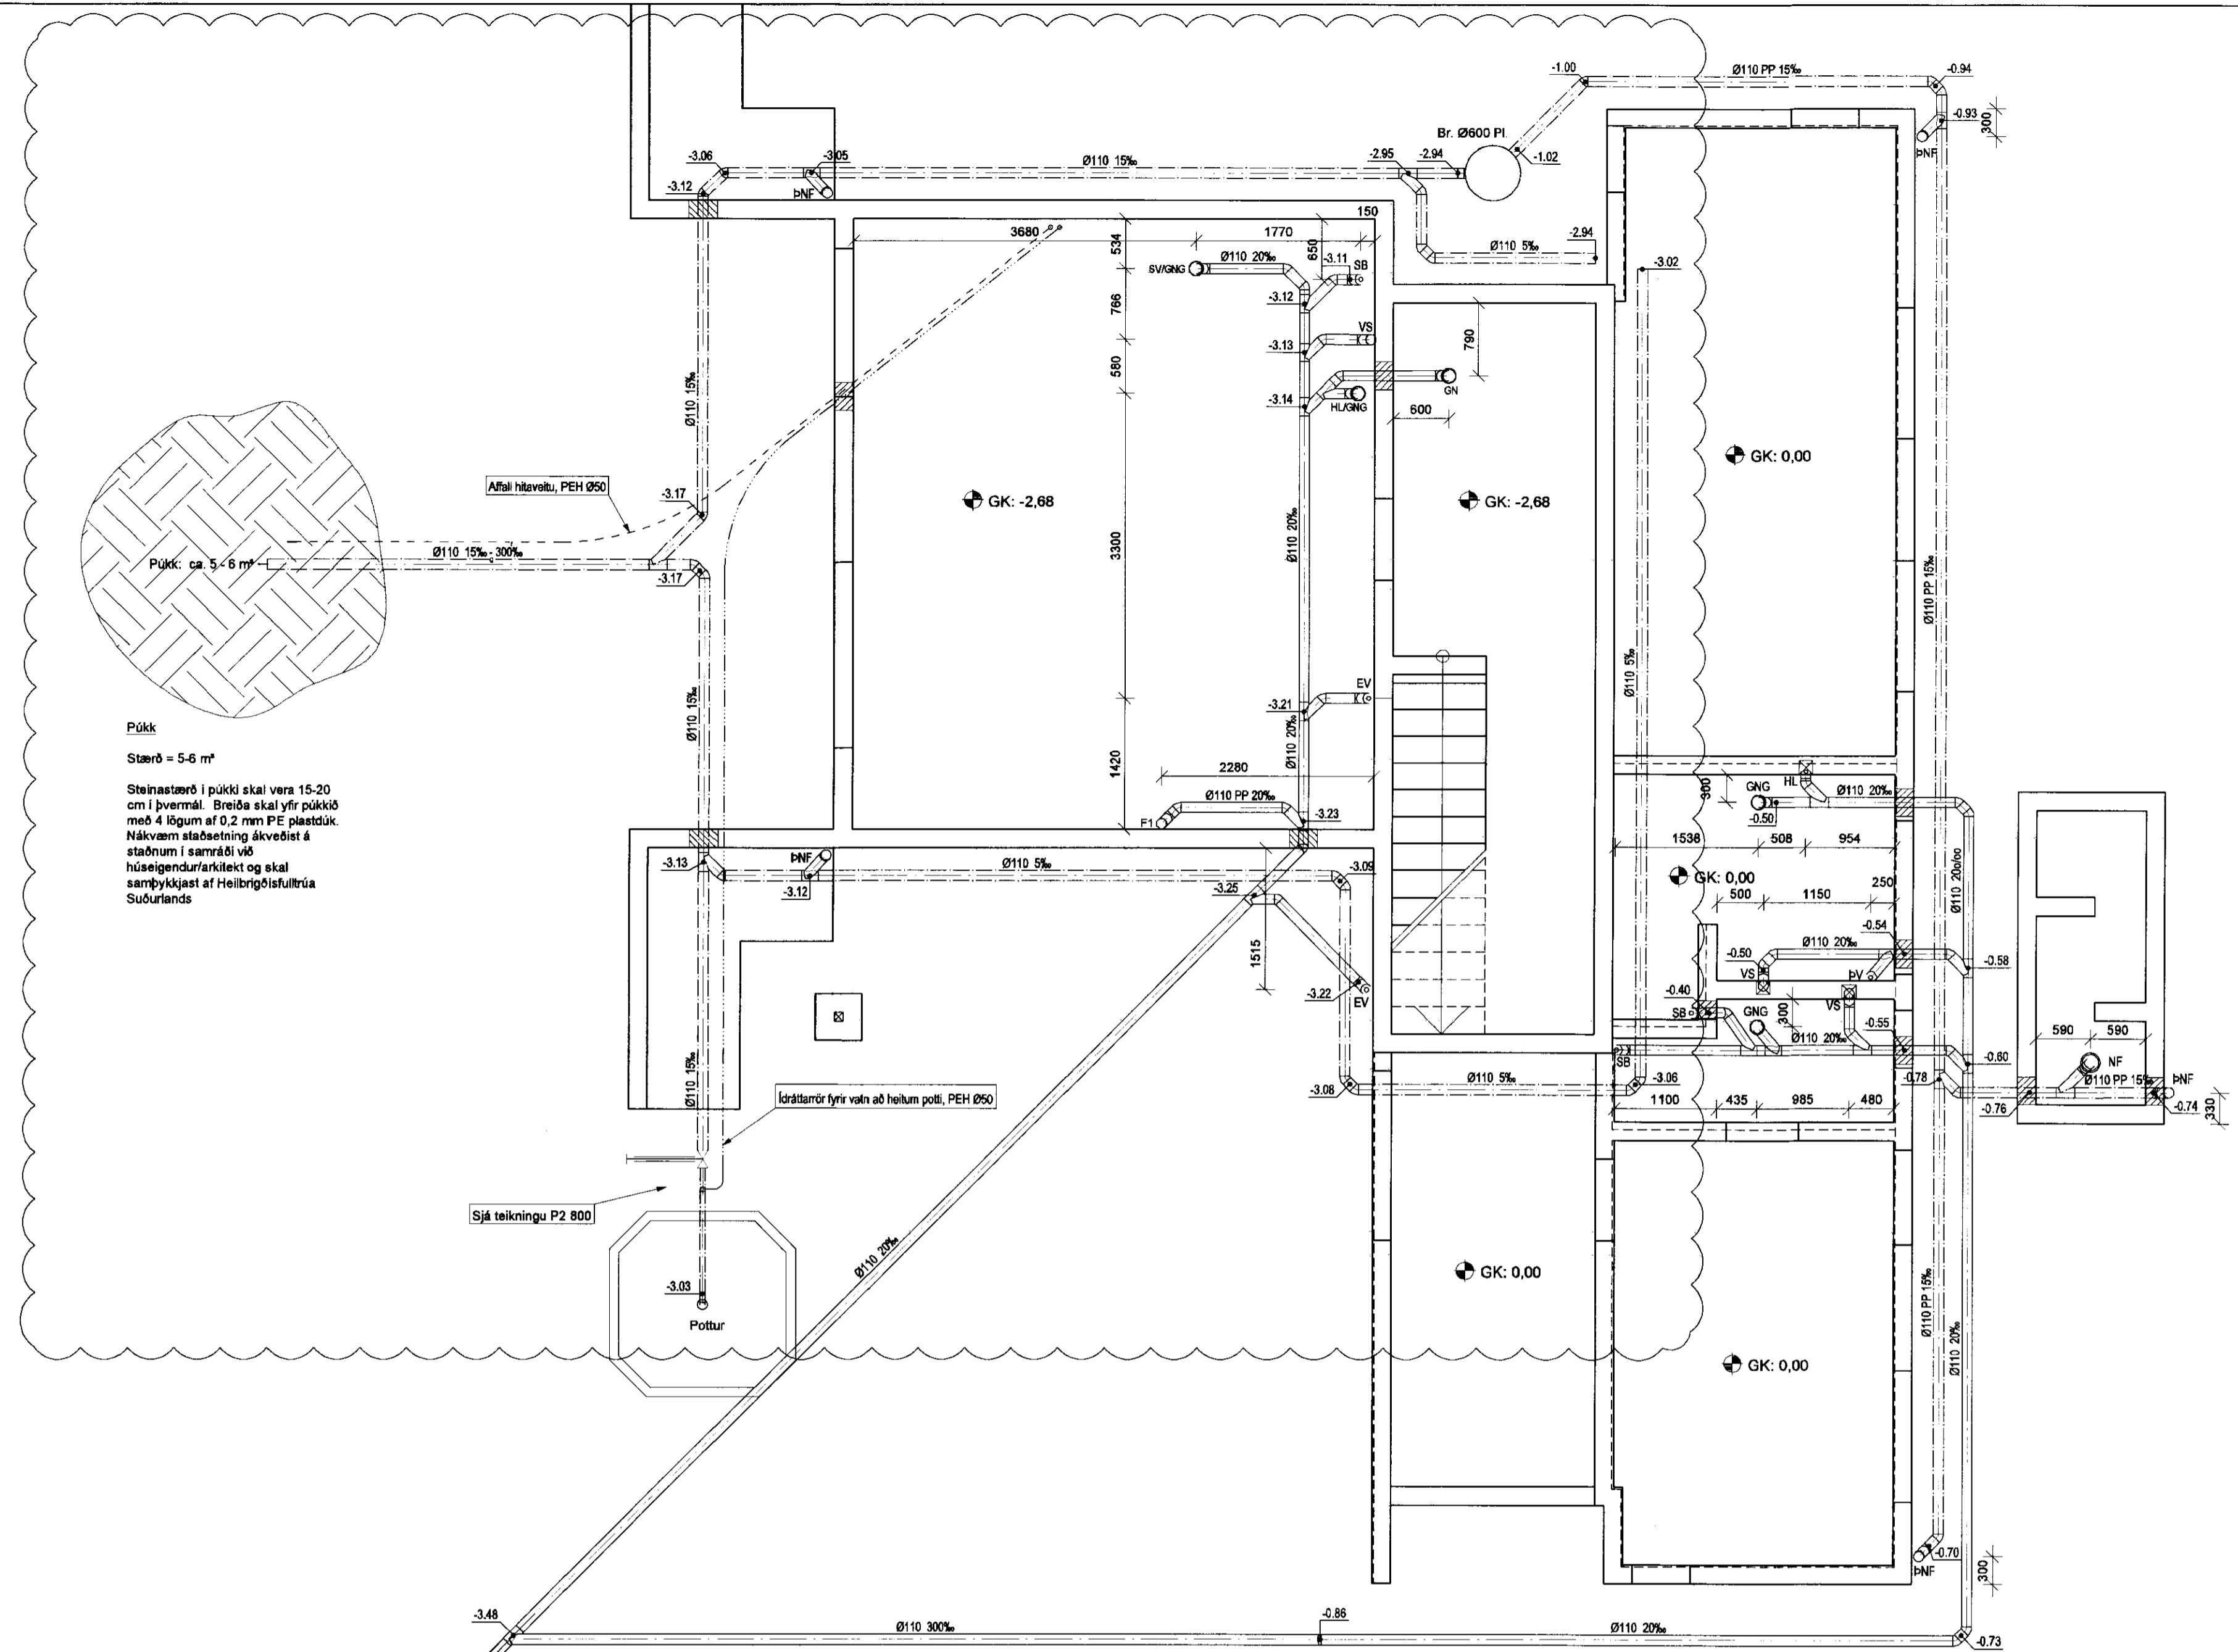 -1.00
Ø110 PP 15‰
-0.94
-0.93
300
ÞNF
Br. Ø600 Pl.
-1.02
-3.06
-3.05
Ø110 15‰
-2.95
-2.94
-3.12
ÞNF
150
3680
1770
534
650
-2.94
Ø110 5‰
Ø110 20‰
-3.11
SB
-3.02
SV/GNG
-3.12
766
VS
790
-3.13
580
GN
Ø110 15‰
-3.14
HL/GNG
600
GK: 0,00
Affall hitaveitu, PEH Ø50
-3.17
GK: -2,68
GK: -2,68
Ø110 20‰
3300
Ø110 15‰ - 300‰
Púkk: ca. 5 - 6 m³
-3.17
Ø110 PP 15‰
Ø110 5‰
EV
-3.21
Ø110 15‰
Ø110 20‰
Púkk
Stærð = 5-6 m³
Steinastærð í púkki skal vera 15-20
cm í þvermál. Breiða skal yfir púkkið
með 4 lögum af 0,2 mm PE plastdúk.
Nákvæm staðsetning ákveðist á
staðnum í samráði við
húseigendur/arkitekt og skal
samþykkjast af Heilbrigðisfulltrúa
Suðurlands
1420
2280
Ø110 PP 20‰
F1
-3.23
300
GNG
HL
Ø110 20‰
-0.50
1538
508
954
-3.13
ÞNF
-3.12
Ø110 5‰
-3.09
-3.25
GK: 0,00
250
500
1150
Ø110 20o/oo
-0.54
1515
Ø110 20‰
-0.50
-0.58
VS
ÞV
-3.22
EV
-0.40
SB
GNG
300
VS
-0.55
Ø110 20‰
590
590
SB
-0.60
NF
-3.08
Ø110 5‰
-3.06
-0.78
Ø110 PP 15‰
ÞNF
-0.76
-0.74
330
1100
435
985
480
Ø110 15‰
Ídráttarrör fyrir vatn að heitum potti, PEH Ø50
Sjá teikningu P2 800
Ø110 20‰
-3.03
Pottur
GK: 0,00
GK: 0,00
Ø110 PP 15‰
Ø110 20‰
-0.70
ÞNF
300
-3.48
Ø110 300‰
-0.86
Ø110 20‰
-0.73